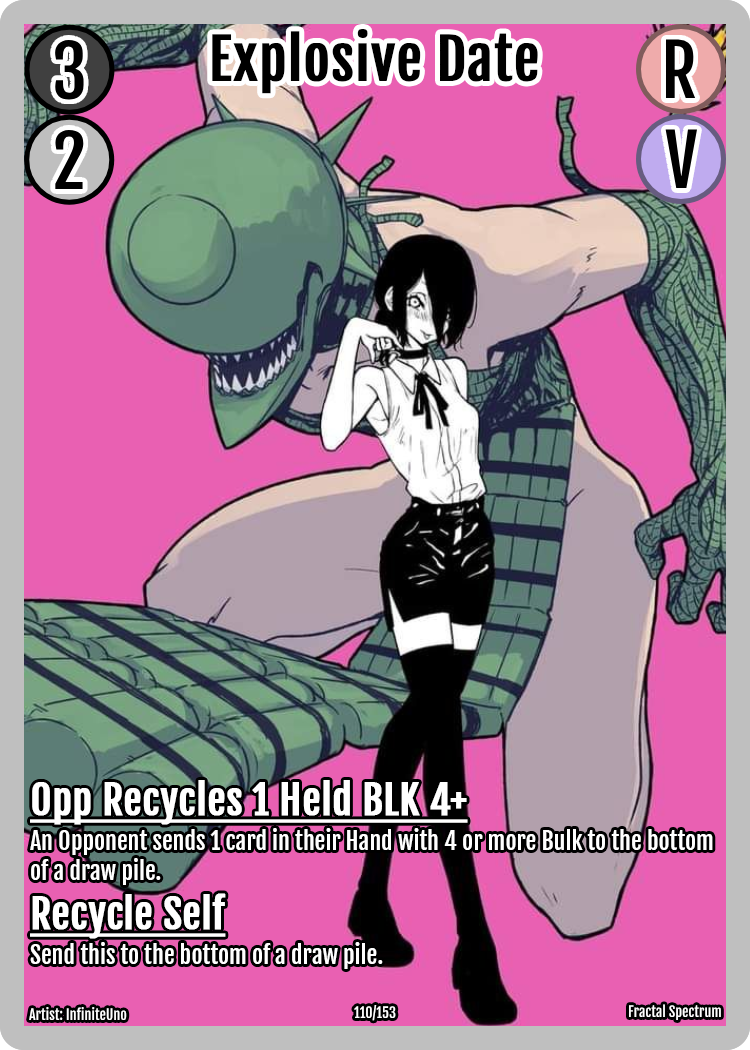 3
Explosive Date
R
2
V
Opp Recycles 1 Held BLK 4+
An Opponent sends 1 card in their Hand with 4 or more Bulk to the bottom
of a draw pile.
Recycle Self
Send this to the bottom of a draw pile.
Artist: InfiniteUno
110/153
Fractal Spectrum